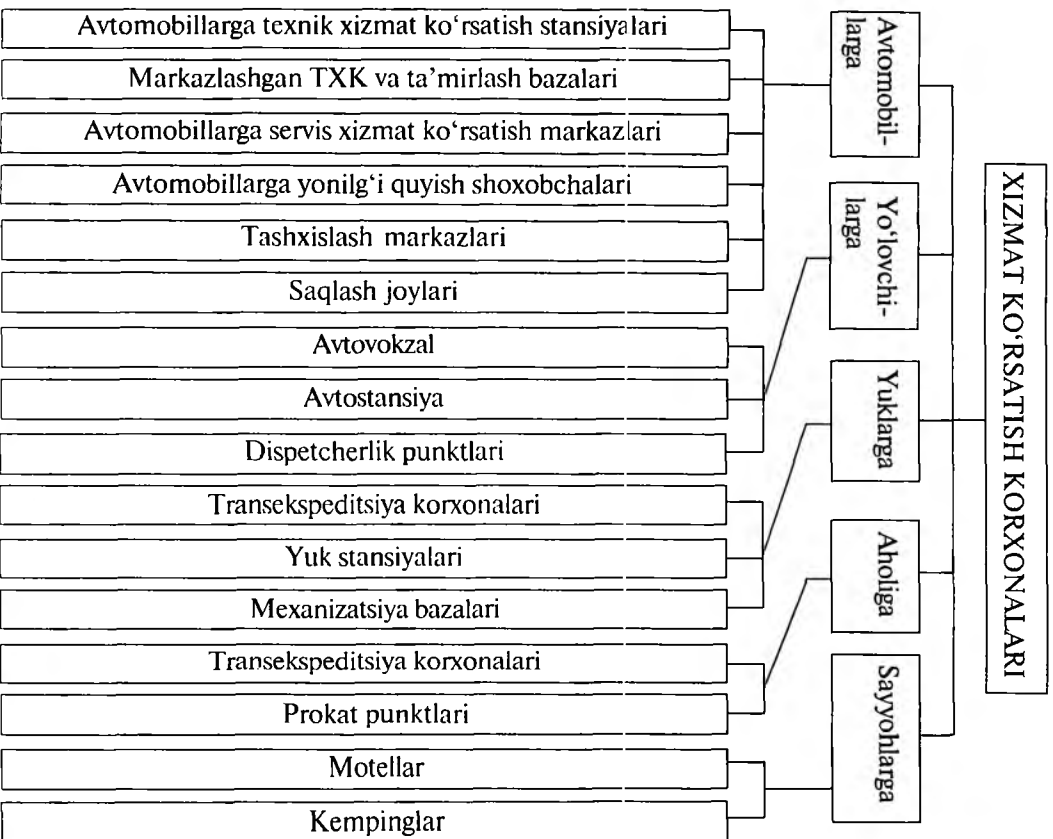 XIZMAT KO‘RSATISH KORXONALARI
Avtomobil-
larga
Avtomobillarga texnik xizmat ko‘rsatish stansiyalari
Markazlashgan TXK va ta’mirlash bazalari
Avtomobillarga servis xizmat ko‘rsatish markazlari
Avtomobillarga yonilg‘i quyish shoxobchalari
Tashxislash markazlari
Saqlash joylari
Yo‘lovchi-
larga
Avtovokzal
Avtostansiya
Dispetcherlik punktlari
Yuklarga
Transekspeditsiya korxonalari
Yuk stansiyalari
Mexanizatsiya bazalari
Aholiga
Transekspeditsiya korxonalari
Prokat punktlari
Sayyohlarga
Motellar
Kempinglar